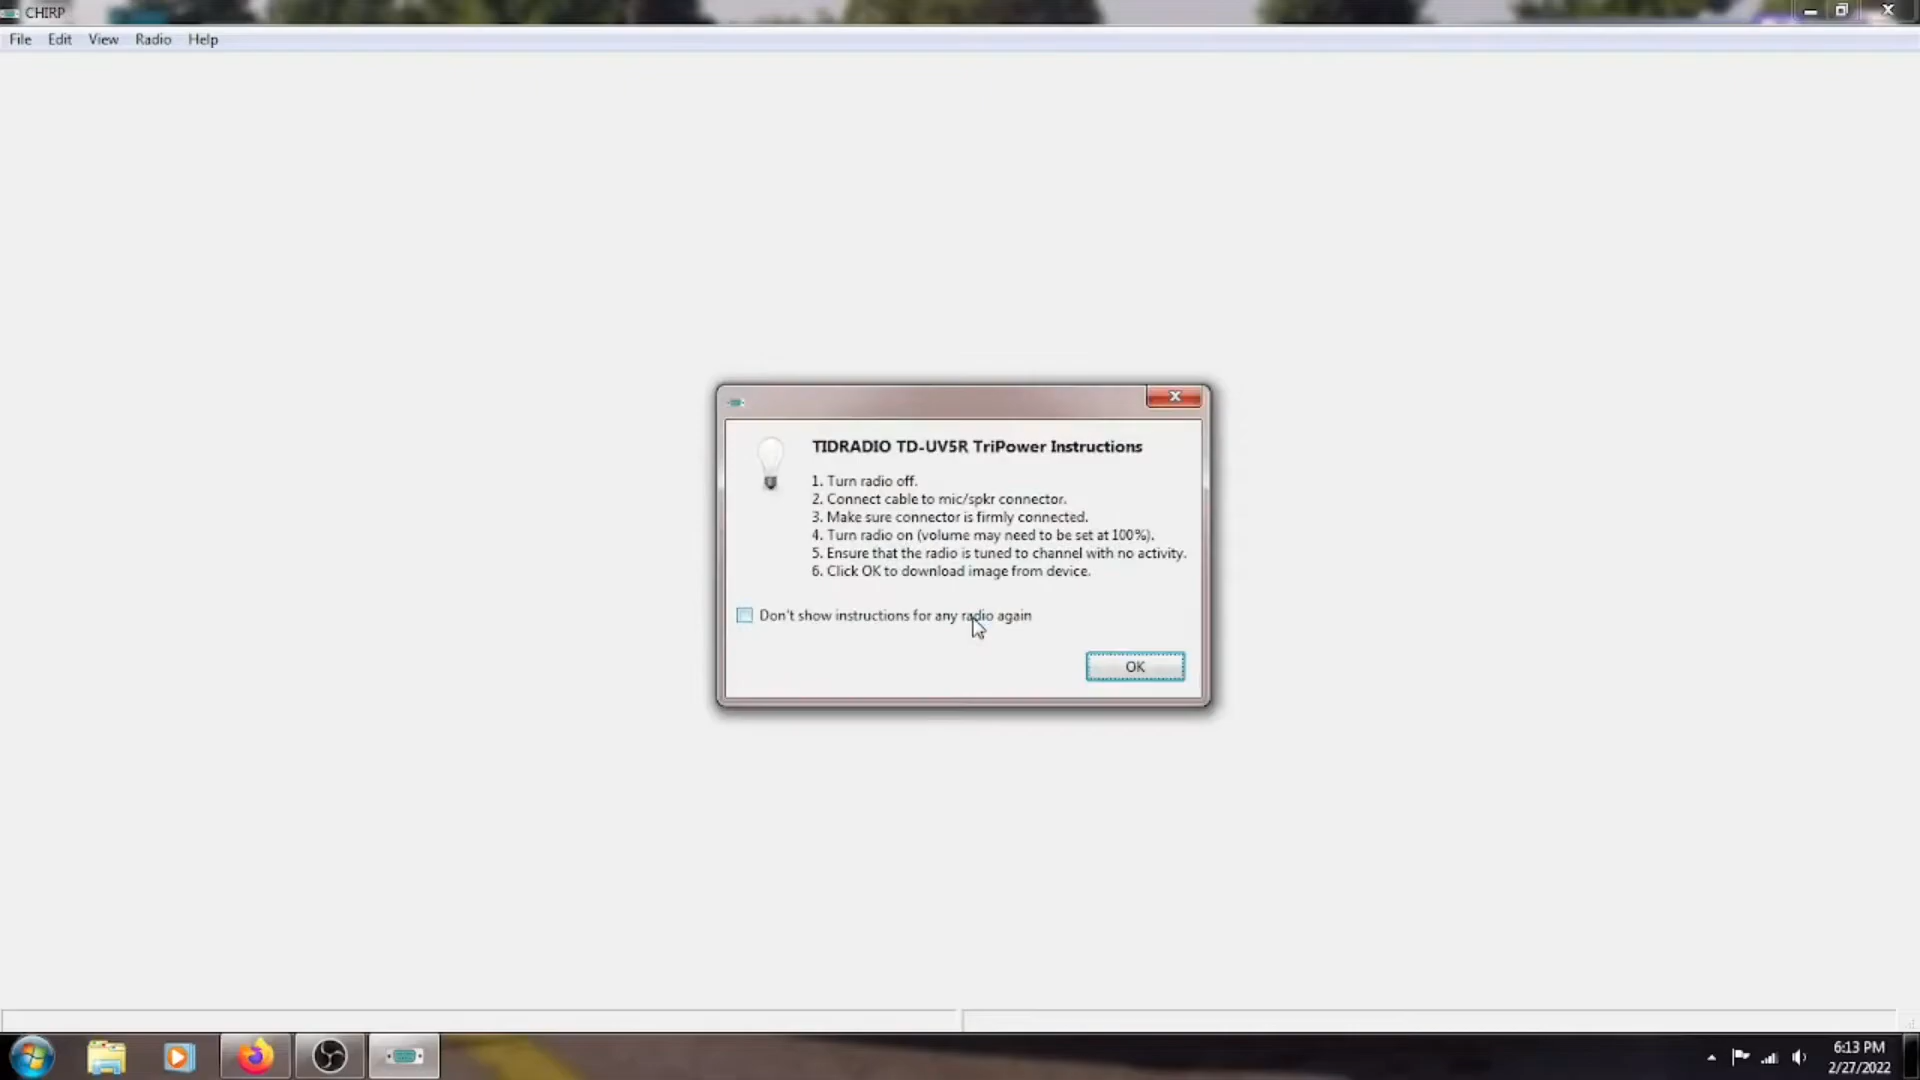 CHIRP
File Edit View Radio Help
TIDRADIO TD-UV5R TriPower Instructions
1. Turn radio off.
2. Connect cable to mic/spkr connector.
3. Make sure connector is firmly connected.
4. Turn radio on (volume may need to be set at 100%).
5. Ensure that the radio is tuned to channel with no activity.
6. Click OK to download image from device.
Don't show instructions for any radio again
OK
6:13 PM
2/27/2022